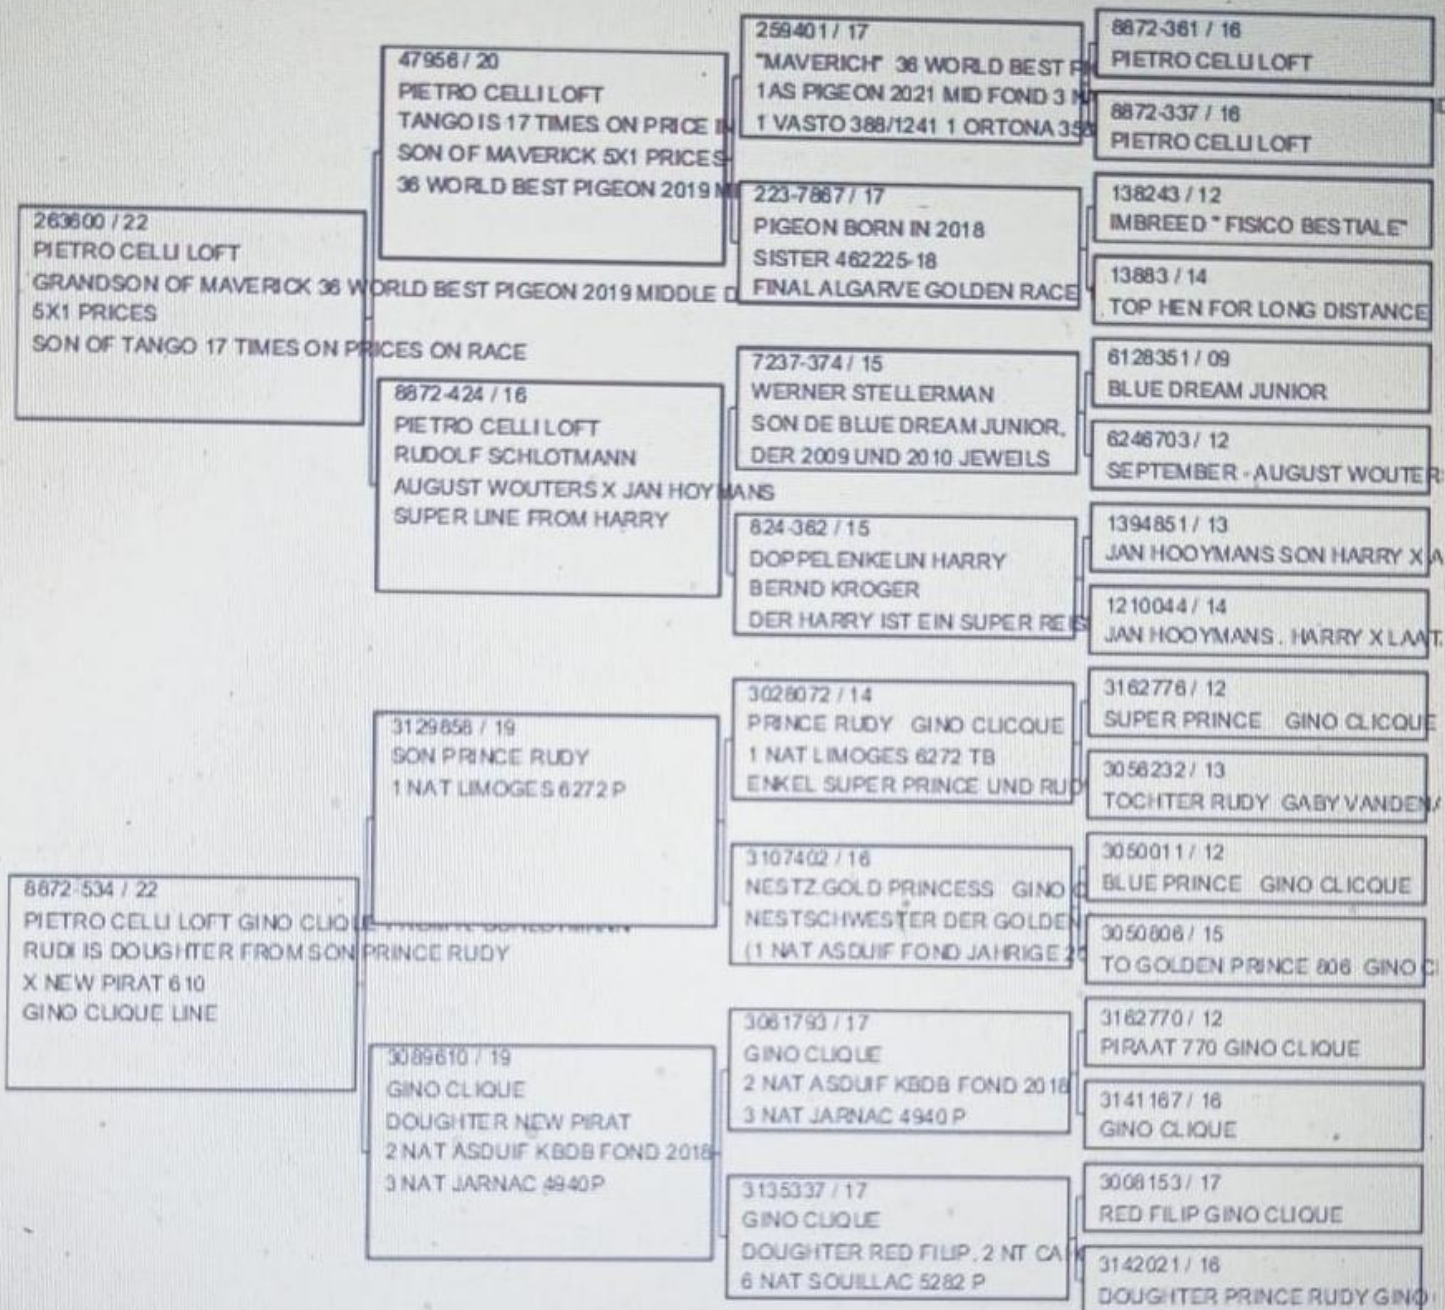 263600 / 22
PIETRO CELLI LOFT
GRANDSON OF MAVERICK 36 WORLD BEST PIGEON 2019 MIDDLE D
5X1 PRICES
SON OF TANGO 17 TIMES ON PRICES ON RACE
8872-534 / 22
PIETRO CELLI LOFT GINO CLIQUE
RUDI IS DOUGHTER FROM SON PRINCE RUDY
X NEW PIRAT 610
GINO CLIQUE LINE
47956 / 20
PIETRO CELLI LOFT
TANGO IS 17 TIMES ON PRICE
SON OF MAVERICK 5X1 PRICES
36 WORLD BEST PIGEON 2019
8872-424 / 16
PIETRO CELLI LOFT
RUDOLF SCHLOTMANN
AUGUST WOUTERS X JAN HOYMANS
SUPER LINE FROM HARRY
3129858 / 19
SON PRINCE RUDY
1 NAT LIMOGES 6272 P
3089610 / 19
GINO CLIQUE
DOUGHTER NEW PIRAT
2 NAT ASDUIF KBDB FOND 2018
3 NAT JARNAC 4940 P
259401 / 17
"MAVERICH" 36 WORLD BEST
1AS PIGEON 2021 MID FOND 3
1 VASTO 388/1241 1 ORTONA
223-7867 / 17
PIGEON BORN IN 2018
SISTER 462225-18
FINAL ALGARVE GOLDEN RACE
7237-374 / 15
WERNER STELLERMAN
SON DE BLUE DREAM JUNIOR,
DER 2009 UND 2010 JEWEILS
824-362 / 15
DOPPELENKELIN HARRY
BERND KROGER
DER HARRY IST EIN SUPER REIS
3028072 / 14
PRINCE RUDY GINO CLICQUE
1 NAT LIMOGES 6272 TB
ENKEL SUPER PRINCE UND RUD
3107402 / 16
NESTZ.GOLD PRINCESS GINO
NESTSCHWESTER DER GOLDEN
(1 NAT ASDUIF FOND JAHRIGE
3061793 / 17
GINO CLIQUE
2 NAT ASDUIF KBDB FOND 2018
3 NAT JARNAC 4940 P
3135337 / 17
GINO CLIQUE
DOUGHTER RED FILIP, 2 NT CA
6 NAT SOUILLAC 5282 P
8872-361 / 16
PIETRO CELLI LOFT
8872-337 / 16
PIETRO CELLI LOFT
138243 / 12
IMBREED "FISICO BESTIALE"
13883 / 14
TOP HEN FOR LONG DISTANCE
6128351 / 09
BLUE DREAM JUNIOR
6246703 / 12
SEPTEMBER - AUGUST WOUTER
1394851 / 13
JAN HOOYMANS SON HARRY X A
1210044 / 14
JAN HOOYMANS . HARRY X LAAT.
3162776 / 12
SUPER PRINCE GINO CLICQUE
3056232 / 13
TOCHTER RUDY GABY VANDENA
3050011 / 12
BLUE PRINCE GINO CLICQUE
3050806 / 15
TO GOLDEN PRINCE 806 GINO
3162770 / 12
PIRAAT 770 GINO CLIQUE
3141167 / 16
GINO CLIQUE
3008153 / 17
RED FILIP GINO CLIQUE
3142021 / 16
DOUGHTER PRINCE RUDY GINO